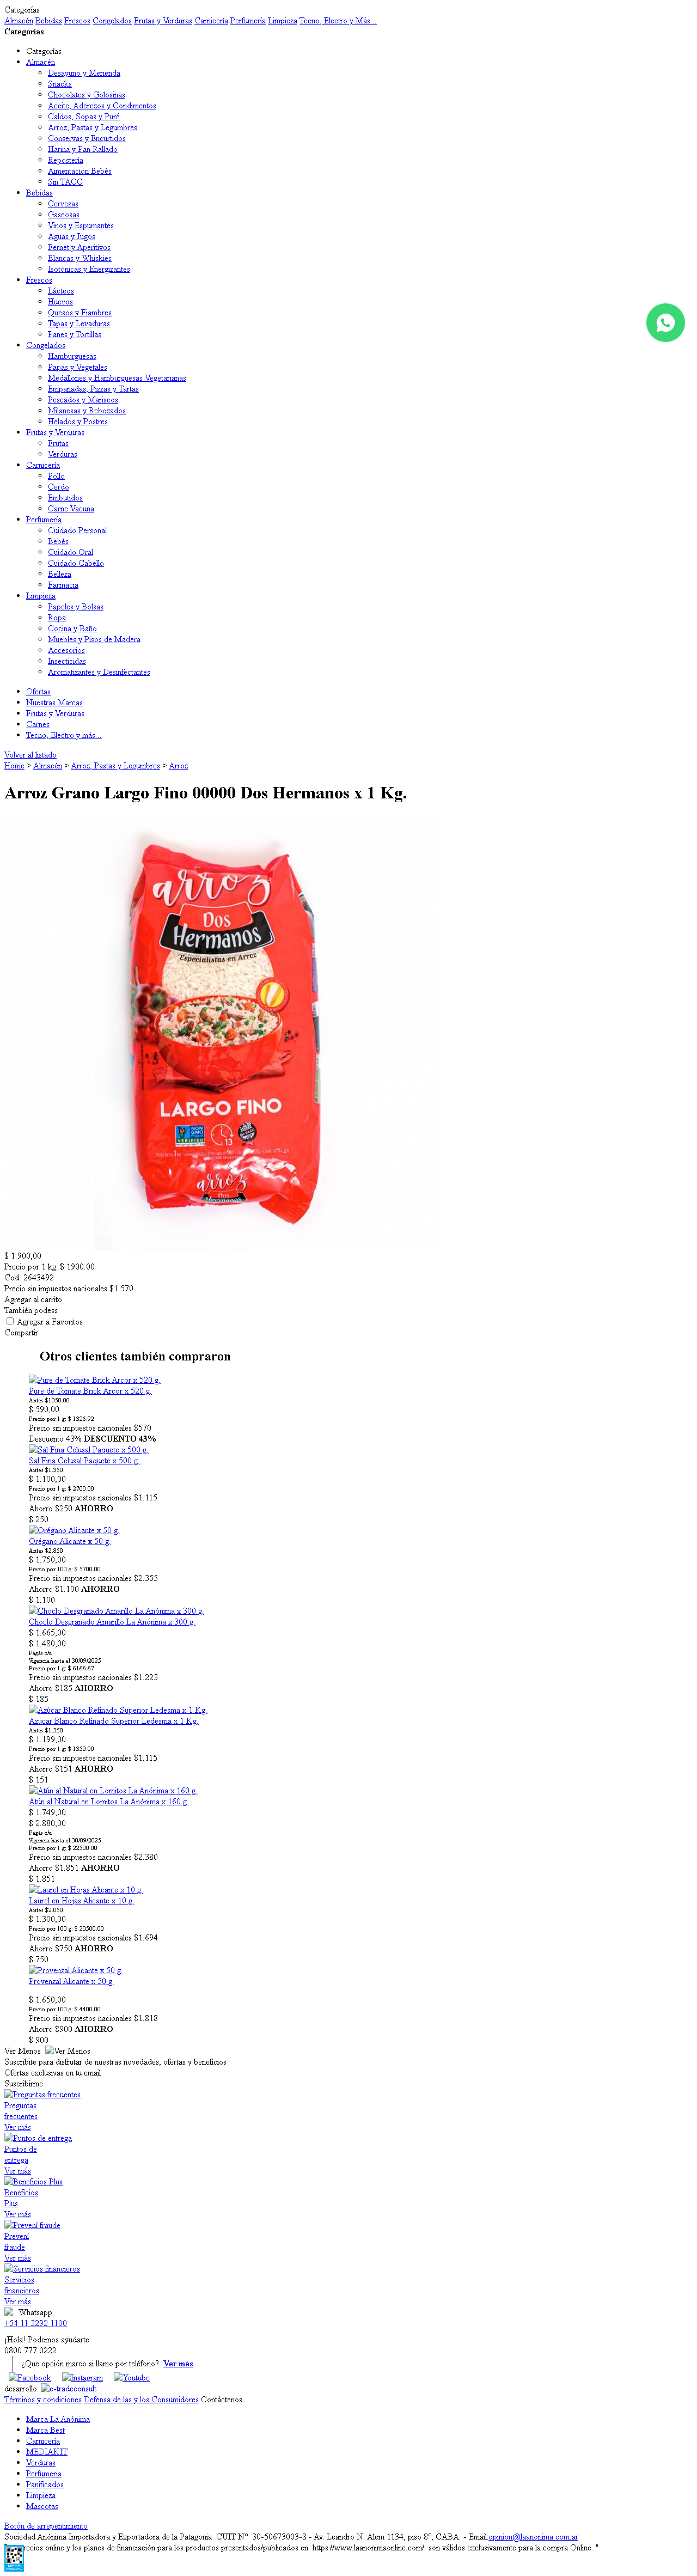 Categorías
Almacén Bebidas Frescos Congelados Frutas y Verduras Carnicería Perfumería Limpieza Tecno, Electro y Más...
Categorias
Categorías
Almacén
Desayuno y Merienda
Snacks
Chocolates y Golosinas
Aceite, Aderezos y Condimentos
Caldos, Sopas y Puré
Arroz, Pastas y Legumbres
Conservas y Encurtidos
Harina y Pan Rallado
Repostería
Aimentación Bebés
Sin TACC
Bebidas
Cervezas
Gaseosas
Vinos y Espumantes
Aguas y Jugos
Fernet y Aperitivos
Blancas y Whiskies
Isotónicas y Energizantes
Frescos
Lácteos
Huevos
Quesos y Fiambres
Tapas y Levaduras
Panes y Tortillas
Congelados
Hamburguesas
Papas y Vegetales
Medallones y Hamburguesas Vegetarianas
Empanadas, Pizzas y Tartas
Pescados y Mariscos
Milanesas y Rebozados
Helados y Postres
Frutas y Verduras
Frutas
Verduras
Carnicería
Pollo
Cerdo
Embutidos
Carne Vacuna
Perfumería
Cuidado Personal
Bebés
Cuidado Oral
Cuidado Cabello
Belleza
Farmacia
Limpieza
Papeles y Bolsas
Ropa
Cocina y Baño
Muebles y Pisos de Madera
Accesorios
Insecticidas
Aromatizantes y Desinfectantes
Ofertas
Nuestras Marcas
Frutas y Verduras
Carnes
Tecno, Electro y más...
Volver al listado
Home > Almacén > Arroz, Pastas y Legumbres > Arroz
Arroz Grano Largo Fino 00000 Dos Hermanos x 1 Kg.
arroz
Dos
Hermanos
Especialistas en Arroz
LARGO FINO
13
arroz
Dos
Hermanos
$ 1.900,00
Precio por 1 kg: $ 1900.00
Cod. 2643492
Precio sin impuestos nacionales $1.570
Agregar al carrito
También podess
Agregar a Favoritos
Compartir
Otros clientes también compraron
Pure de Tomate Brick Arcor x 520 g.
Pure de Tomate Brick Arcor x 520 g.
Antes $1050.00
$ 590,00
Precio por 1 g: $ 1326.92
Precio sin impuestos nacionales $570
Descuento 43% DESCUENTO 43%
Sal Fina Celusal Paquete x 500 g.
Sal Fina Celusal Paquete x 500 g.
Antes $1.350
$ 1.100,00
Precio por 1 g: $ 2700.00
Precio sin impuestos nacionales $1.115
Ahorro $250 AHORRO
$ 250
Orégano Alicante x 50 g.
Orégano Alicante x 50 g.
Antes $2.850
$ 1.750,00
Precio por 100 g: $ 5700.00
Precio sin impuestos nacionales $2.355
Ahorro $1.100 AHORRO
$ 1.100
Choclo Desgranado Amarillo La Anónima x 300 g.
Choclo Desgranado Amarillo La Anónima x 300 g.
$ 1.665,00
$ 1.480,00
Pagás c/u
Vigencia hasta el 30/09/2025
Precio por 1 g: $ 6166.67
Precio sin impuestos nacionales $1.223
Ahorro $185 AHORRO
$ 185
Azúcar Blanco Refinado Superior Ledesma x 1 Kg.
Azúcar Blanco Refinado Superior Ledesma x 1 Kg.
Antes $1.350
$ 1.199,00
Precio por 1 g: $ 1350.00
Precio sin impuestos nacionales $1.115
Ahorro $151 AHORRO
$ 151
Atún al Natural en Lomitos La Anónima x 160 g.
Atún al Natural en Lomitos La Anónima x 160 g.
$ 1.749,00
$ 2.880,00
Pagás c/u
Vigencia hasta el 30/09/2025
Precio por 1 g: $ 22500.00
Precio sin impuestos nacionales $2.380
Ahorro $1.851 AHORRO
$ 1.851
Laurel en Hojas Alicante x 10 g.
Laurel en Hojas Alicante x 10 g.
Antes $2.050
$ 1.300,00
Precio por 100 g: $ 20500.00
Precio sin impuestos nacionales $1.694
Ahorro $750 AHORRO
$ 750
Provenzal Alicante x 50 g.
Provenzal Alicante x 50 g.
$ 1.650,00
Precio por 100 g: $ 4400.00
Precio sin impuestos nacionales $1.818
Ahorro $900 AHORRO
$ 900
Ver Menos Ver Menos
Suscribite para disfrutar de nuestras novedades, ofertas y beneficios
Ofertas exclusivas en tu email
Suscribirme
Preguntas frecuentes
Preguntas
frecuentes
Ver más
Puntos de entrega
Puntos de
entrega
Ver más
Beneficios Plus
Beneficios
Plus
Ver más
Prevení fraude
Prevení
fraude
Ver más
Servicios financieros
Servicios
financieros
Ver más
Whatsapp
+54 11 3292 1100
¡Hola! Podemos ayudarte
0800 777 0222
¿Que opción marco si llamo por teléfono? Ver más
Facebook Instagram Youtube
desarrollo: e-tradeconsult
Términos y condiciones Defensa de las y los Consumidores Contáctenos
Marca La Anónima
Marca Best
Carnicería
MEDIAKIT
Verduras
Perfumeria
Panificados
Limpieza
Mascotas
Botón de arrepentimiento
Sociedad Anónima Importadora y Exportadora de la Patagonia CUIT Nº 30-50673003-8 - Av. Leandro N. Alem 1134, piso 8º, CABA. - Email:opinion@laanonima.com.ar
precios online y los planes de financiación para los productos presentados/publicados en https://www.laanonimaonline.com/ son válidos exclusivamente para la compra Online. "